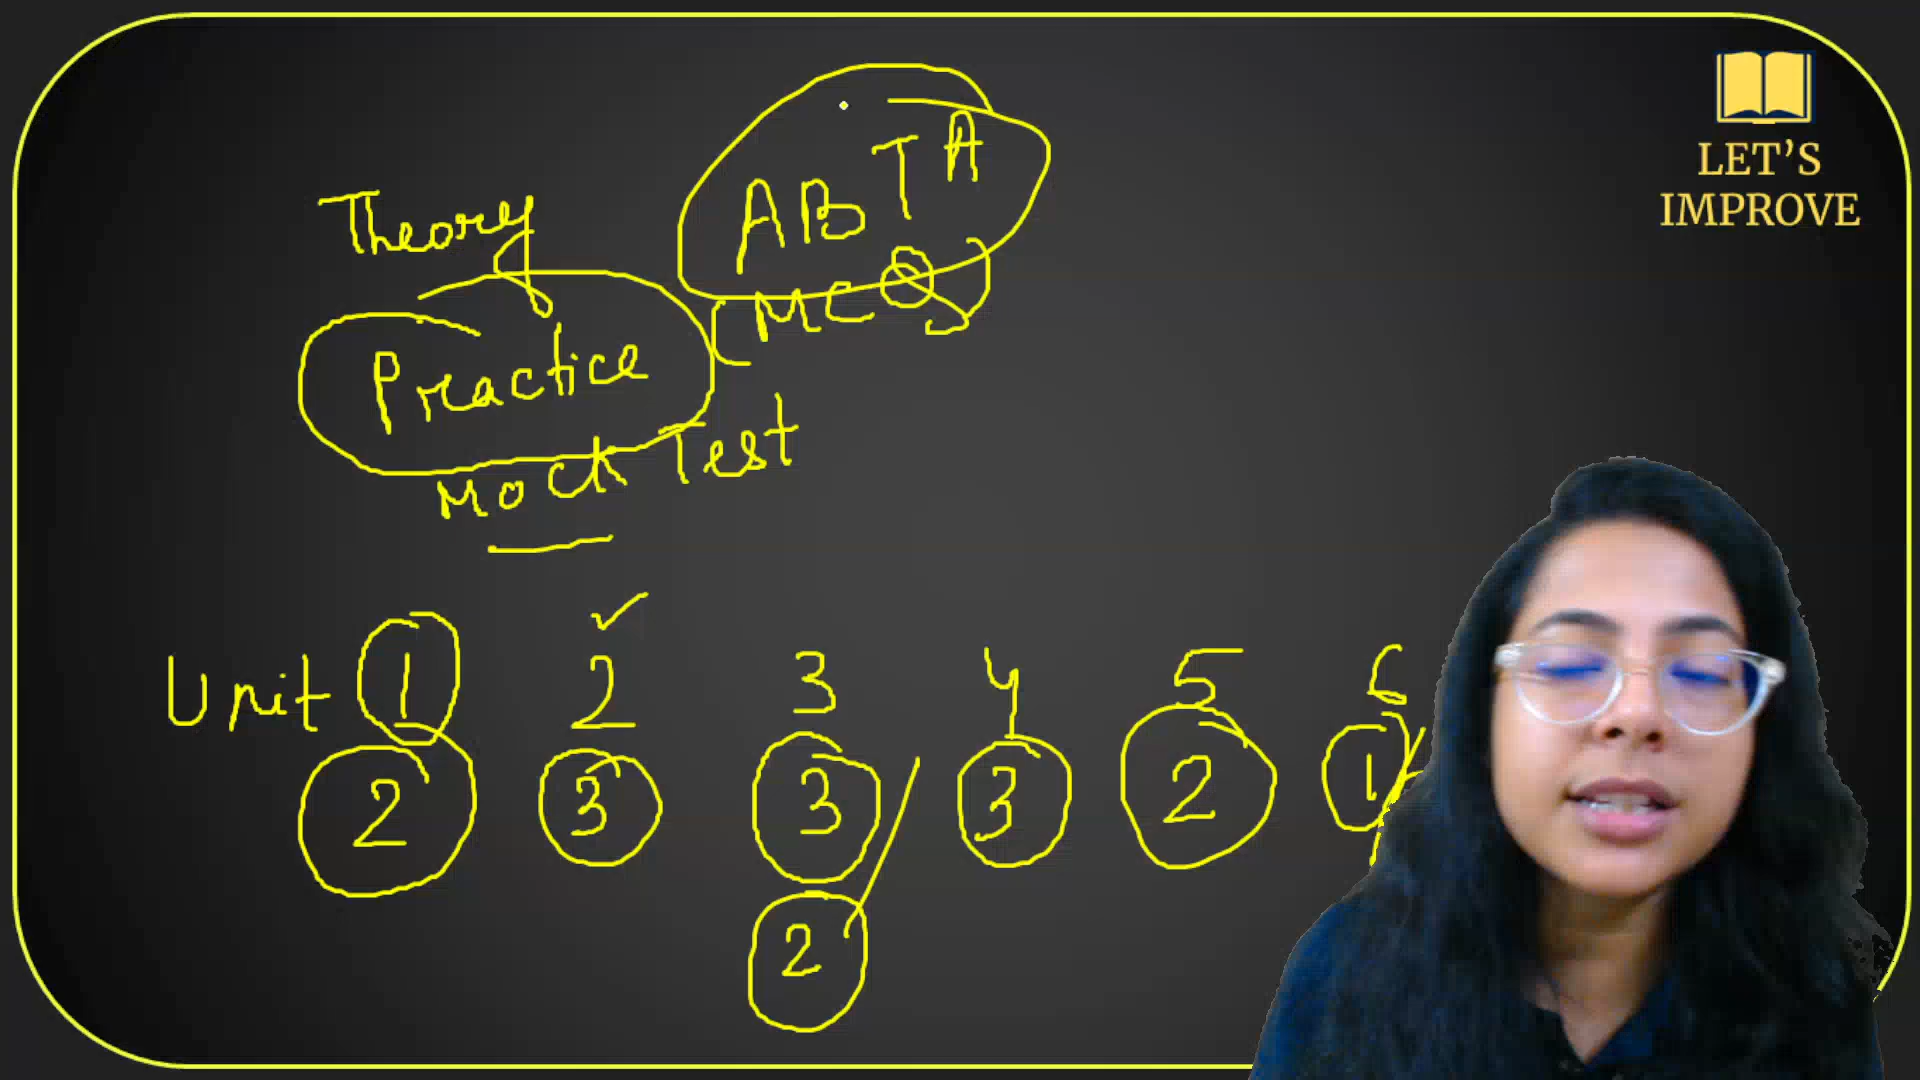 LET'S
IMPROVE
ABTA
Theory
(MCQ)
Practice
Mock Test
Unit 1 2 3 4 5 6
2 3 3 3 2 1
2